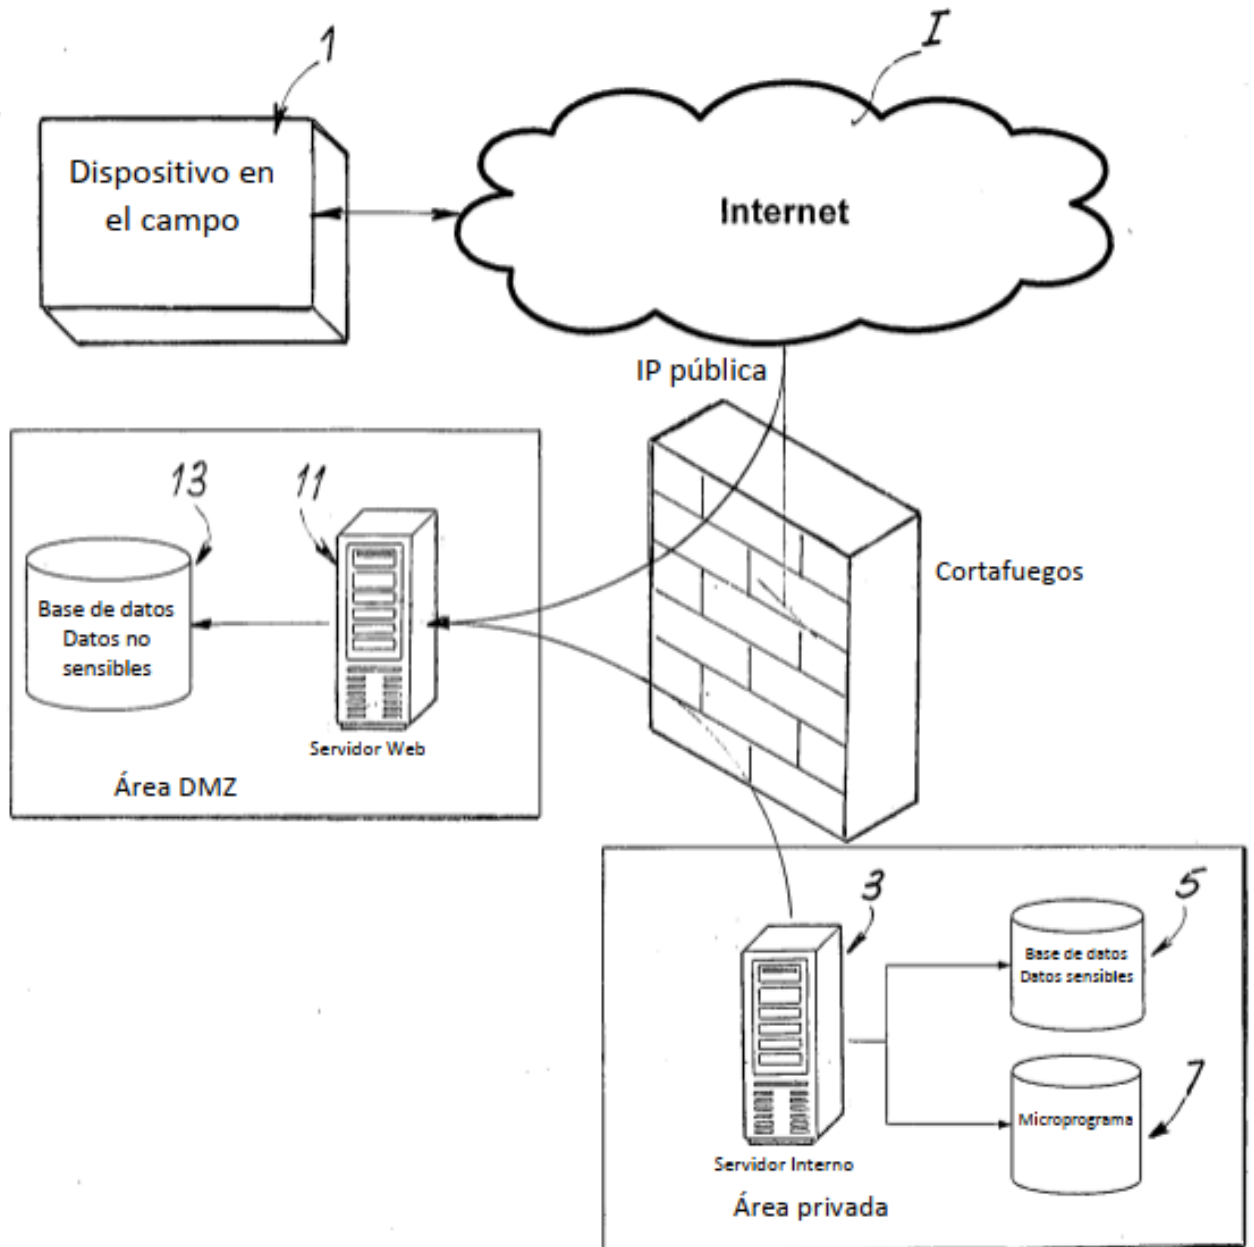 1
I
Dispositivo en
el campo
Internet
IP pública
13
11
Cortafuegos
Base de datos
Datos no
sensibles
Servidor Web
Área DMZ
3
5
Base de datos
Datos sensibles
7
Microprograma
Servidor Interno
Área privada